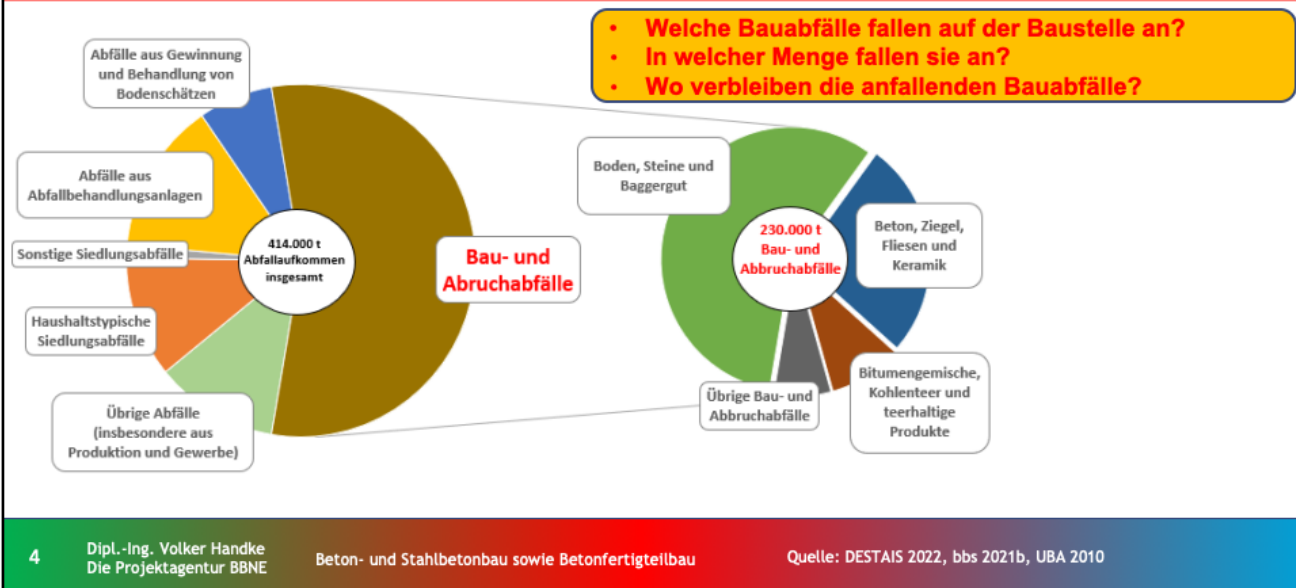 • Welche Bauabfälle fallen auf der Baustelle an?
• In welcher Menge fallen sie an?
• Wo verbleiben die anfallenden Bauabfälle?
Abfälle aus Gewinnung
und Behandlung von
Bodenschätzen
Abfälle aus
Abfallbehandlungsanlagen
Sonstige Siedlungsabfälle
Haushaltstypische
Siedlungsabfälle
Übrige Abfälle
(insbesondere aus
Produktion und Gewerbe)
414.000 t
Abfallaufkommen
insgesamt
Bau- und
Abruchabfälle
Boden, Steine und
Baggergut
230.000 t
Bau- und
Abbruchabfälle
Beton, Ziegel,
Fliesen und
Keramik
Übrige Bau- und
Abbruchabfälle
Bitumengemische,
Kohlenteer und
teerhaltige
Produkte
4
Dipl.-Ing. Volker Handke
Die Projektagentur BBNE
Beton- und Stahlbetonbau sowie Betonfertigteilbau
Quelle: DESTAIS 2022, bbs 2021b, UBA 2010